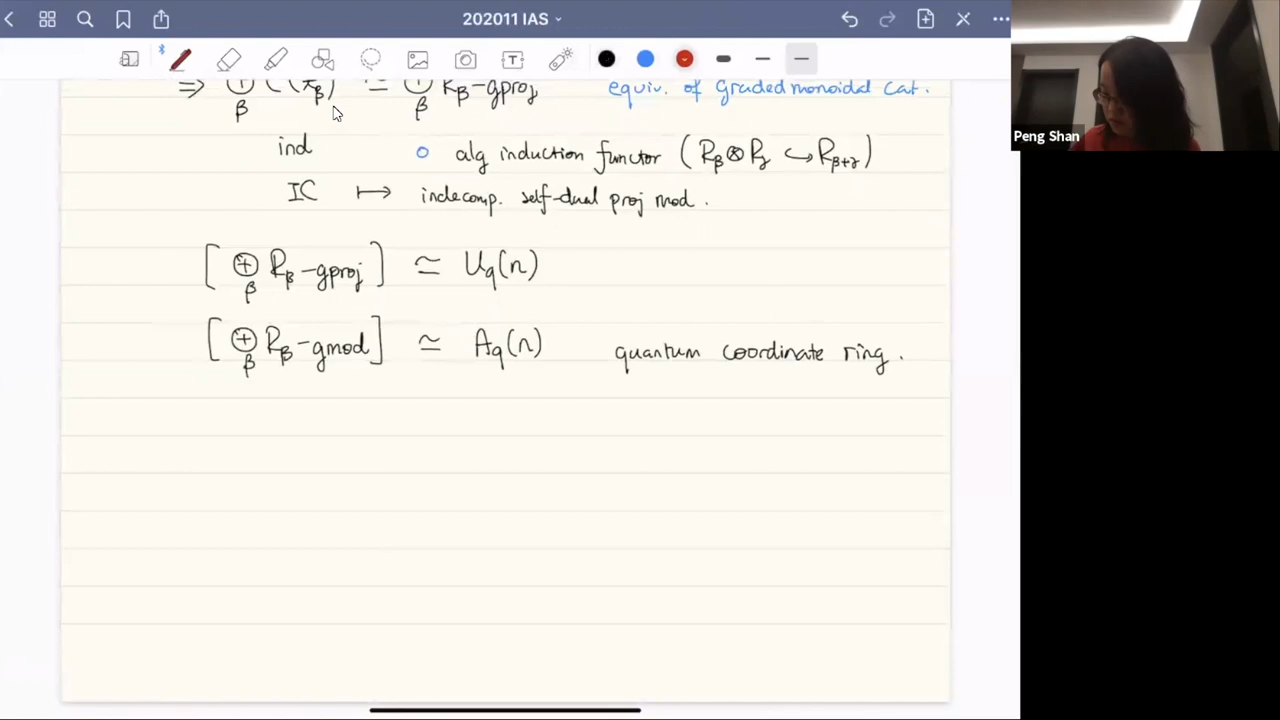 202011 IAS
Peng Shan
⇒ ⊕_β C(X_β) ≃ ⊕_β R_β-gproj equiv. of graded monoidal cat.
ind ∘ alg induction functor (R_β ⊗ R_γ ↪ R_{β+γ})
IC ↦ indecomp. self-dual proj mod.
[⊕_β R_β-gproj] ≃ U_q(n)
[⊕_β R_β-gmod] ≃ A_q(n) quantum coordinate ring.